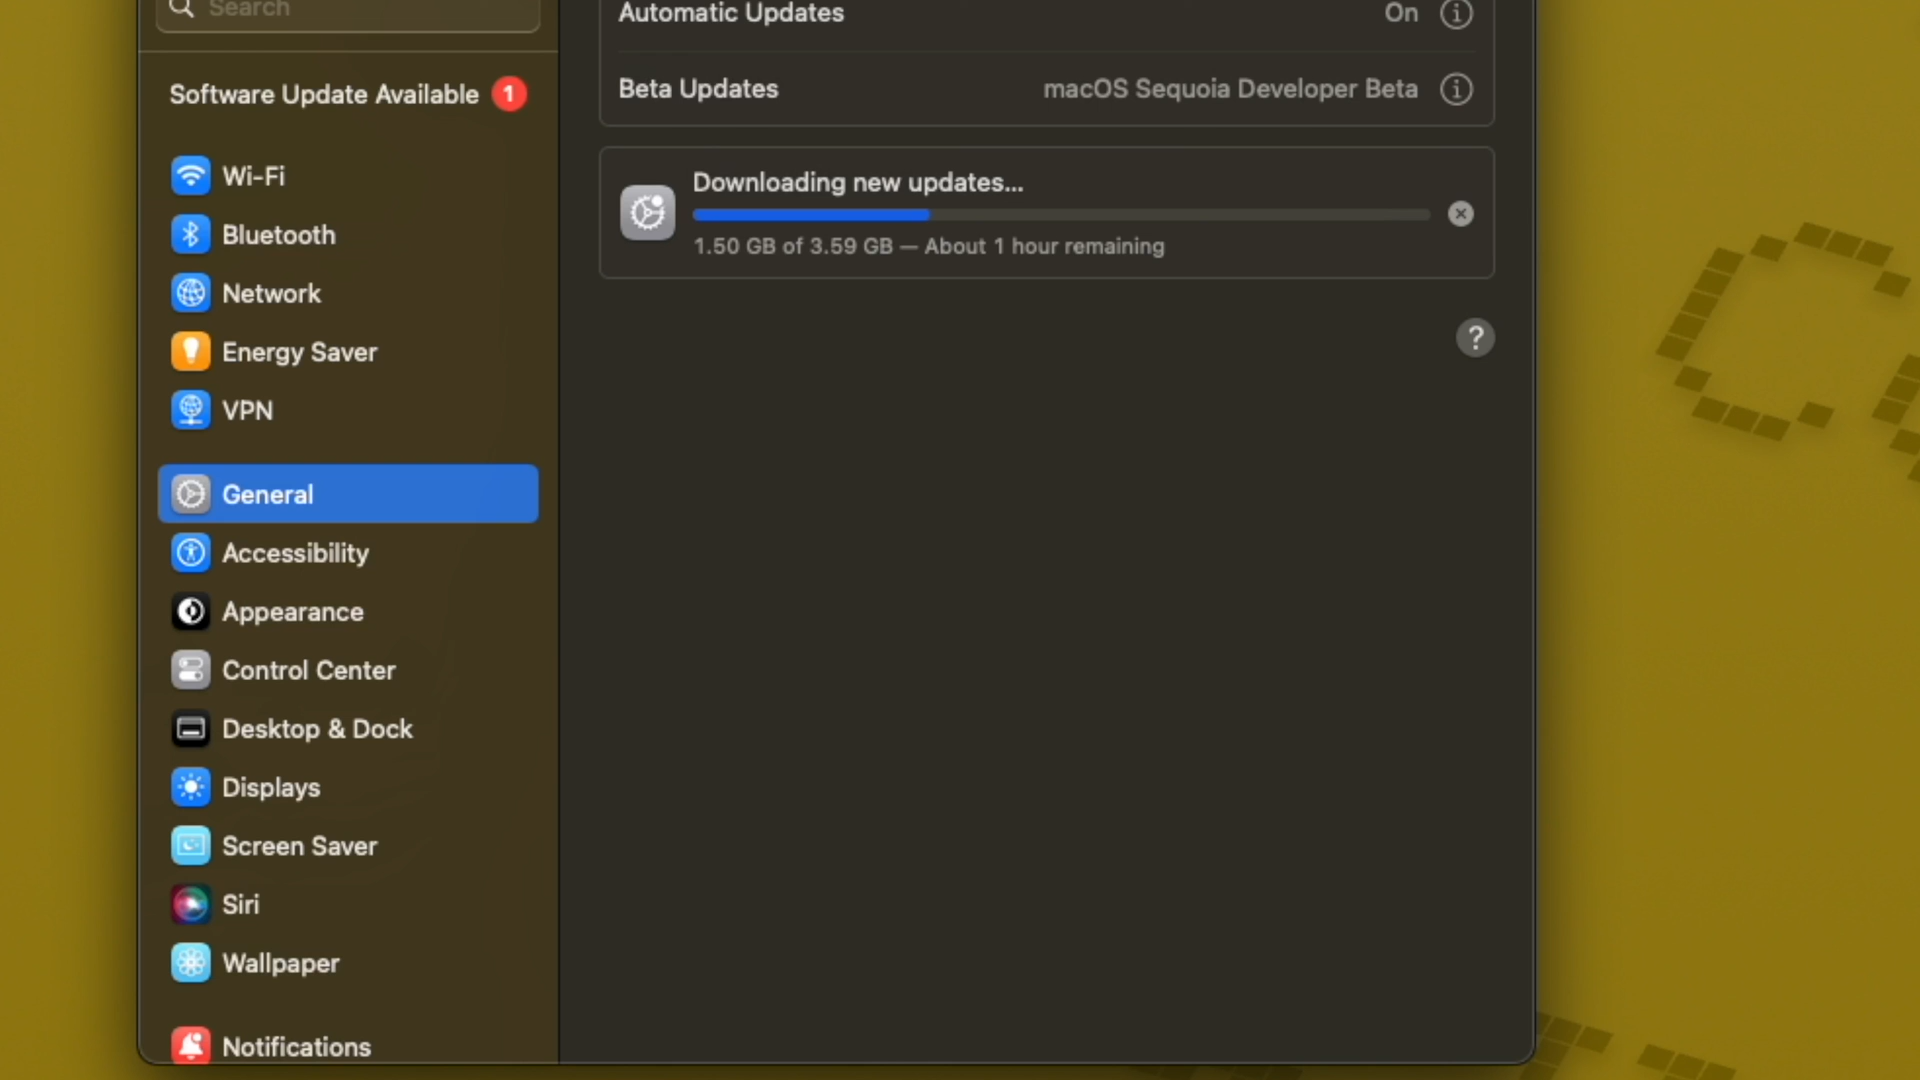 Search
Software Update Available 1
Wi-Fi
Bluetooth
Network
Energy Saver
VPN
General
Accessibility
Appearance
Control Center
Desktop & Dock
Displays
Screen Saver
Siri
Wallpaper
Notifications
Automatic Updates On
Beta Updates macOS Sequoia Developer Beta
Downloading new updates...
1.50 GB of 3.59 GB — About 1 hour remaining
?